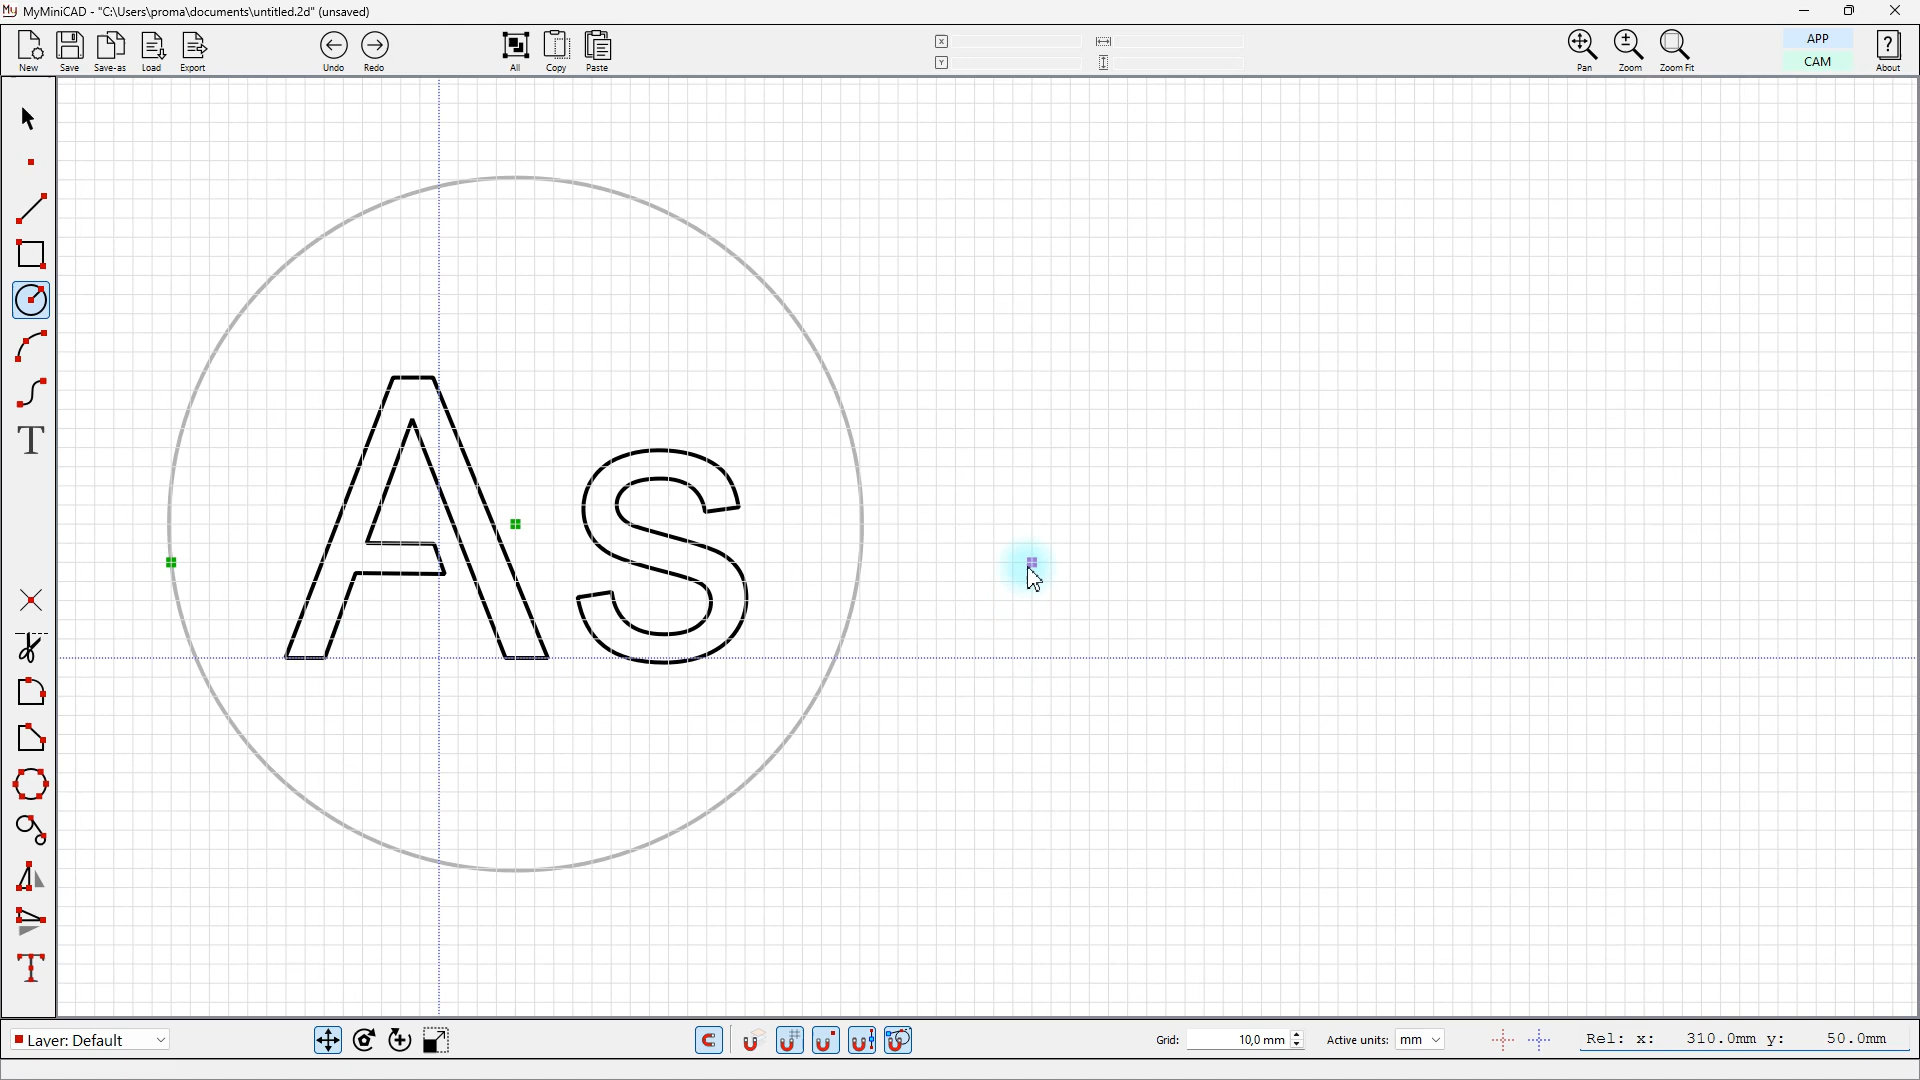 My MyMiniCAD - "C:\Users\proma\documents\untitled.2d" (unsaved)
New Save Save-as Load Export Undo Redo All Copy Paste
X
Y
Pan Zoom Zoom Fit
APP
CAM
? About
T
As
Layer: Default
Grid: 10,0 mm Active units: mm Rel: x: 310.0mm y: 50.0mm